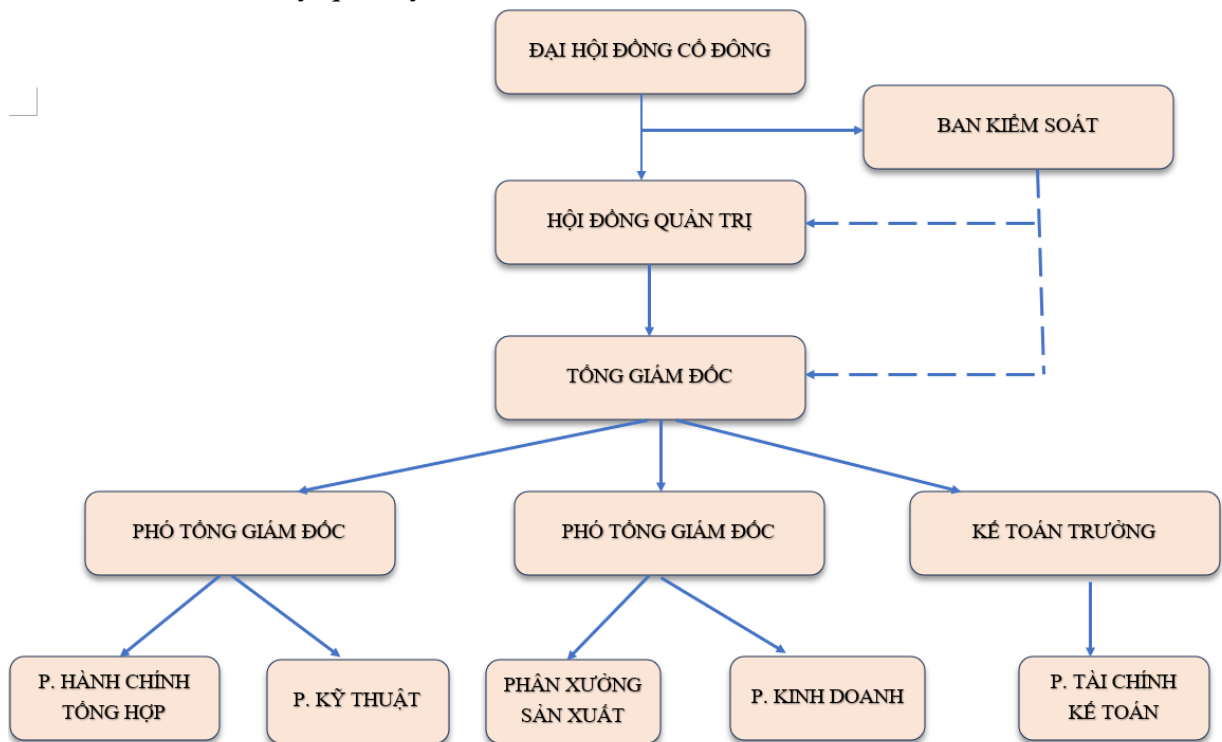 ĐẠI HỘI ĐỒNG CỔ ĐÔNG
BAN KIỂM SOÁT
HỘI ĐỒNG QUẢN TRỊ
TỔNG GIÁM ĐỐC
PHÓ TỔNG GIÁM ĐỐC
PHÓ TỔNG GIÁM ĐỐC
KẾ TOÁN TRƯỞNG
P. HÀNH CHÍNH
TỔNG HỢP
P. KỸ THUẬT
PHÂN XƯỞNG
SẢN XUẤT
P. KINH DOANH
P. TÀI CHÍNH
KẾ TOÁN